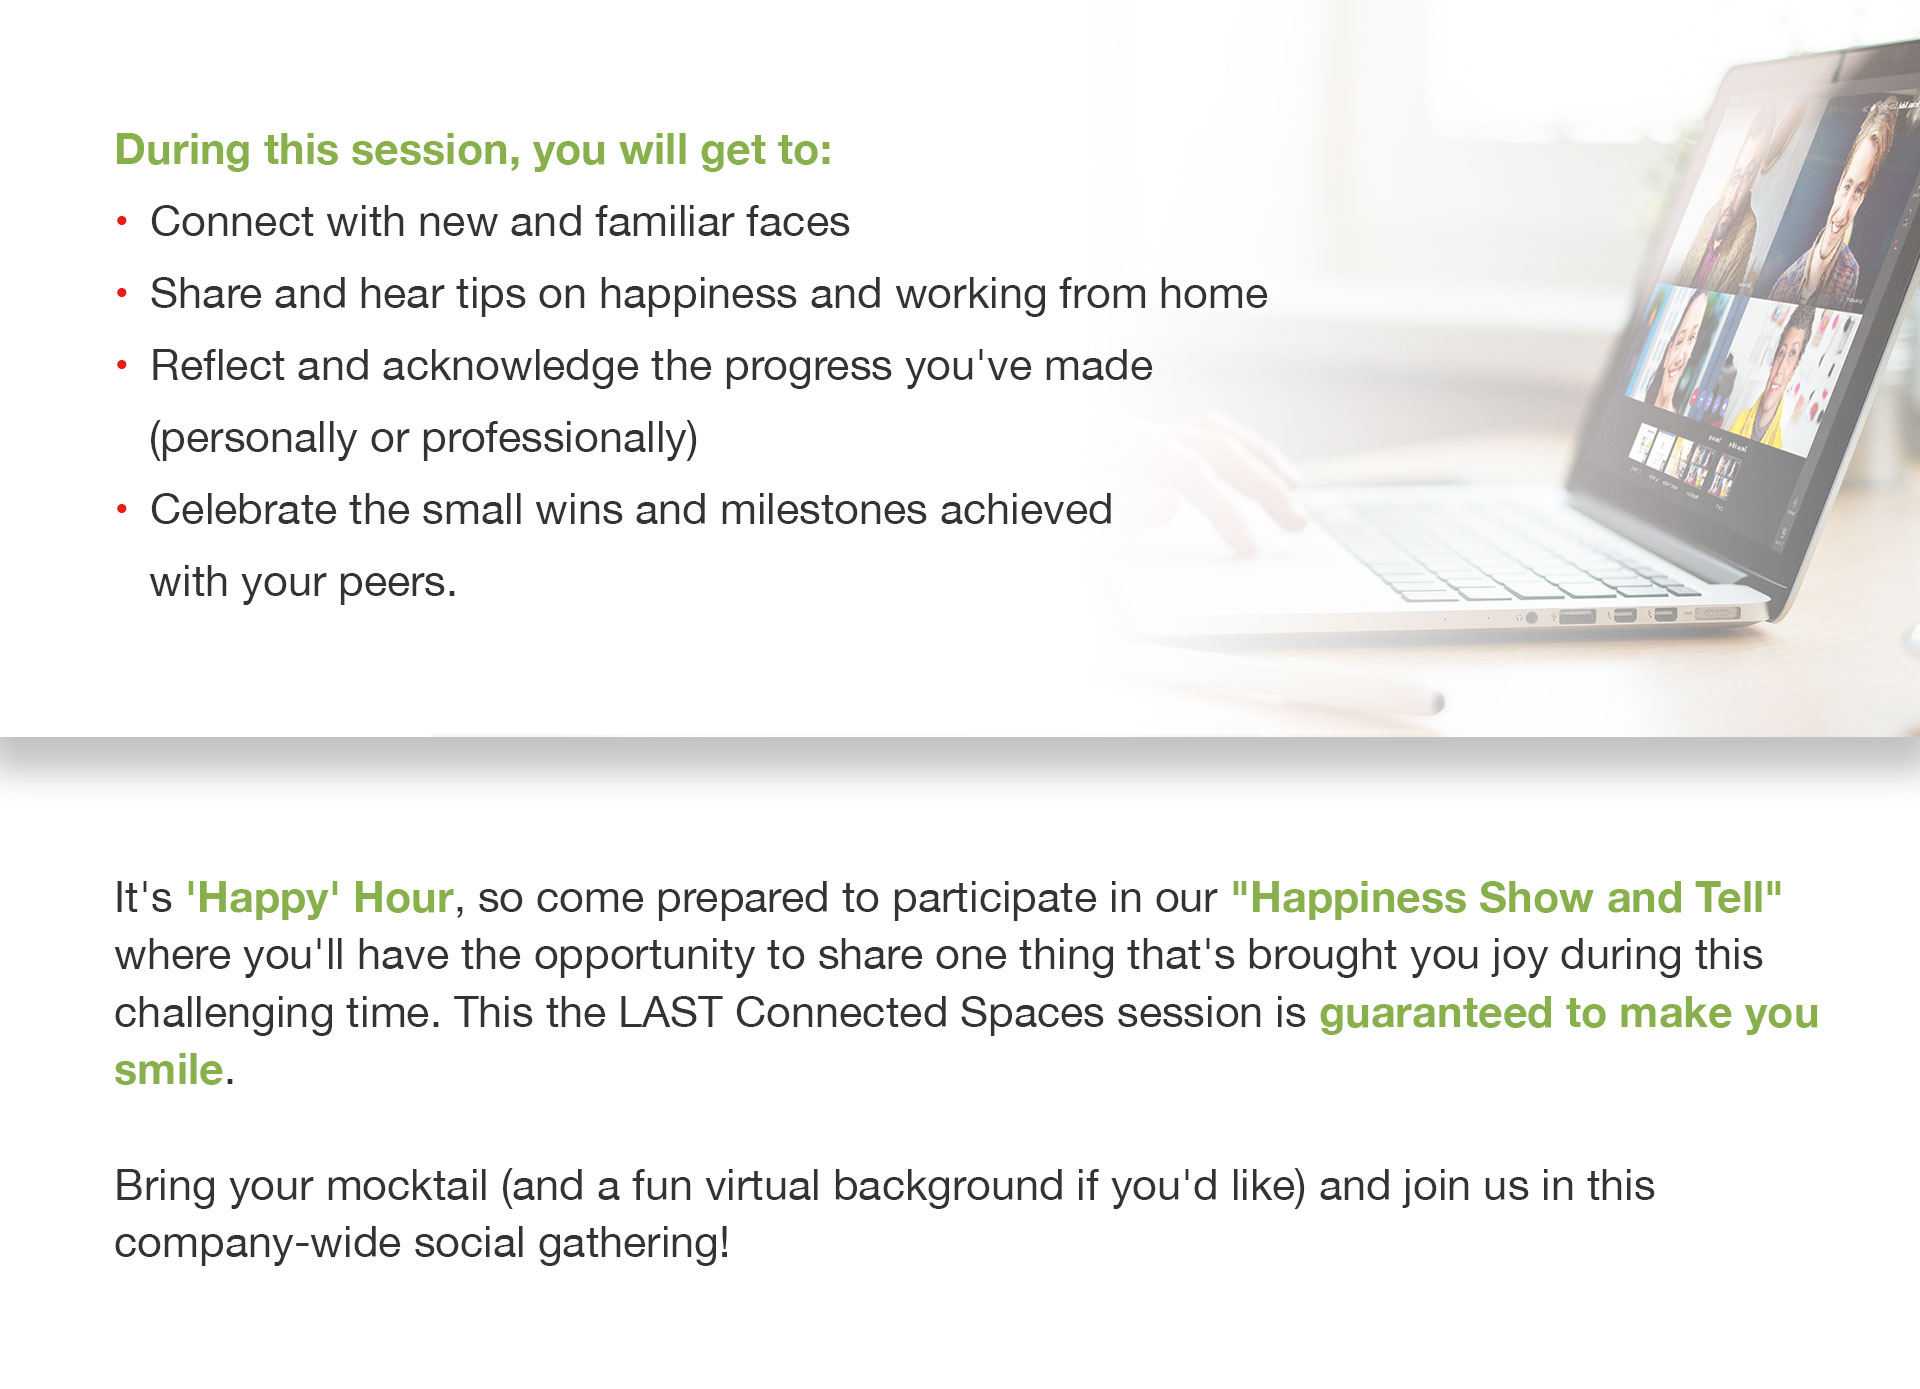 During this session, you will get to:
• Connect with new and familiar faces
• Share and hear tips on happiness and working from home
• Reflect and acknowledge the progress you've made
(personally or professionally)
• Celebrate the small wins and milestones achieved
with your peers.
It's 'Happy' Hour, so come prepared to participate in our "Happiness Show and Tell"
where you'll have the opportunity to share one thing that's brought you joy during this
challenging time. This the LAST Connected Spaces session is guaranteed to make you
smile.
Bring your mocktail (and a fun virtual background if you'd like) and join us in this
company-wide social gathering!